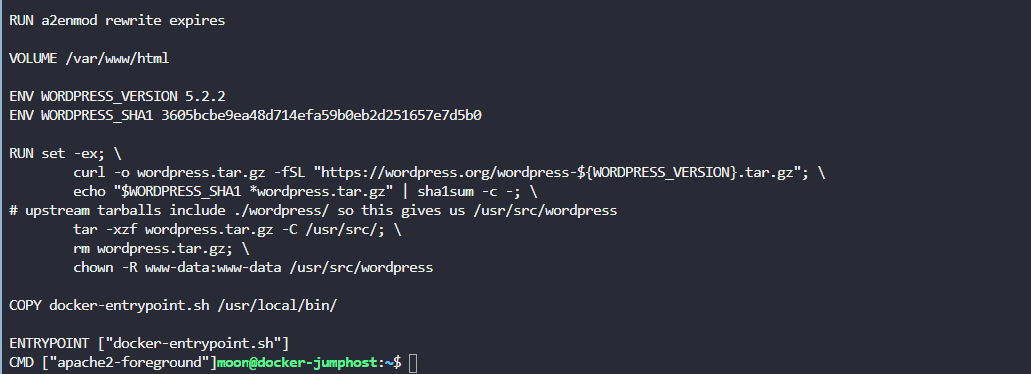 RUN a2enmod rewrite expires
VOLUME /var/www/html
ENV WORDPRESS_VERSION 5.2.2
ENV WORDPRESS_SHA1 3605bcbe9ea48d714efa59b0eb2d251657e7d5b0
RUN set -ex; \
curl -o wordpress.tar.gz -fSL "https://wordpress.org/wordpress-${WORDPRESS_VERSION}.tar.gz"; \
echo "$WORDPRESS_SHA1 *wordpress.tar.gz" | sha1sum -c -; \
# upstream tarballs include ./wordpress/ so this gives us /usr/src/wordpress
tar -xzf wordpress.tar.gz -C /usr/src/; \
rm wordpress.tar.gz; \
chown -R www-data:www-data /usr/src/wordpress
COPY docker-entrypoint.sh /usr/local/bin/
ENTRYPOINT ["docker-entrypoint.sh"]
CMD ["apache2-foreground"]moon@docker-jumphost:~$